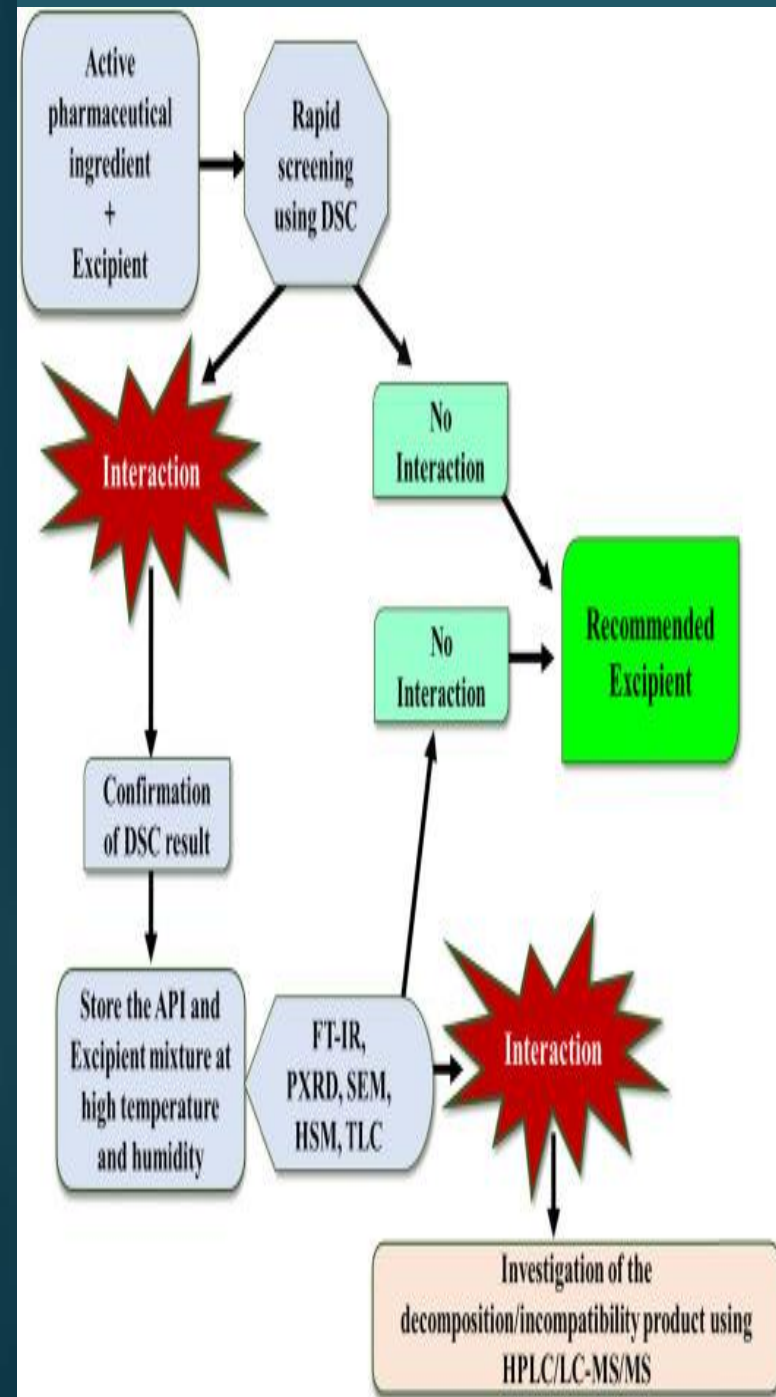 Active
pharmaceutical
ingredient
+
Excipient
Rapid
screening
using DSC
Interaction
No
Interaction
No
Interaction
Recommended
Excipient
Confirmation
of DSC result
Store the API and
Excipient mixture at
high temperature
and humidity
FT-IR,
PXRD, SEM,
HSM, TLC
Interaction
Investigation of the
decomposition/incompatibility product using
HPLC/LC-MS/MS